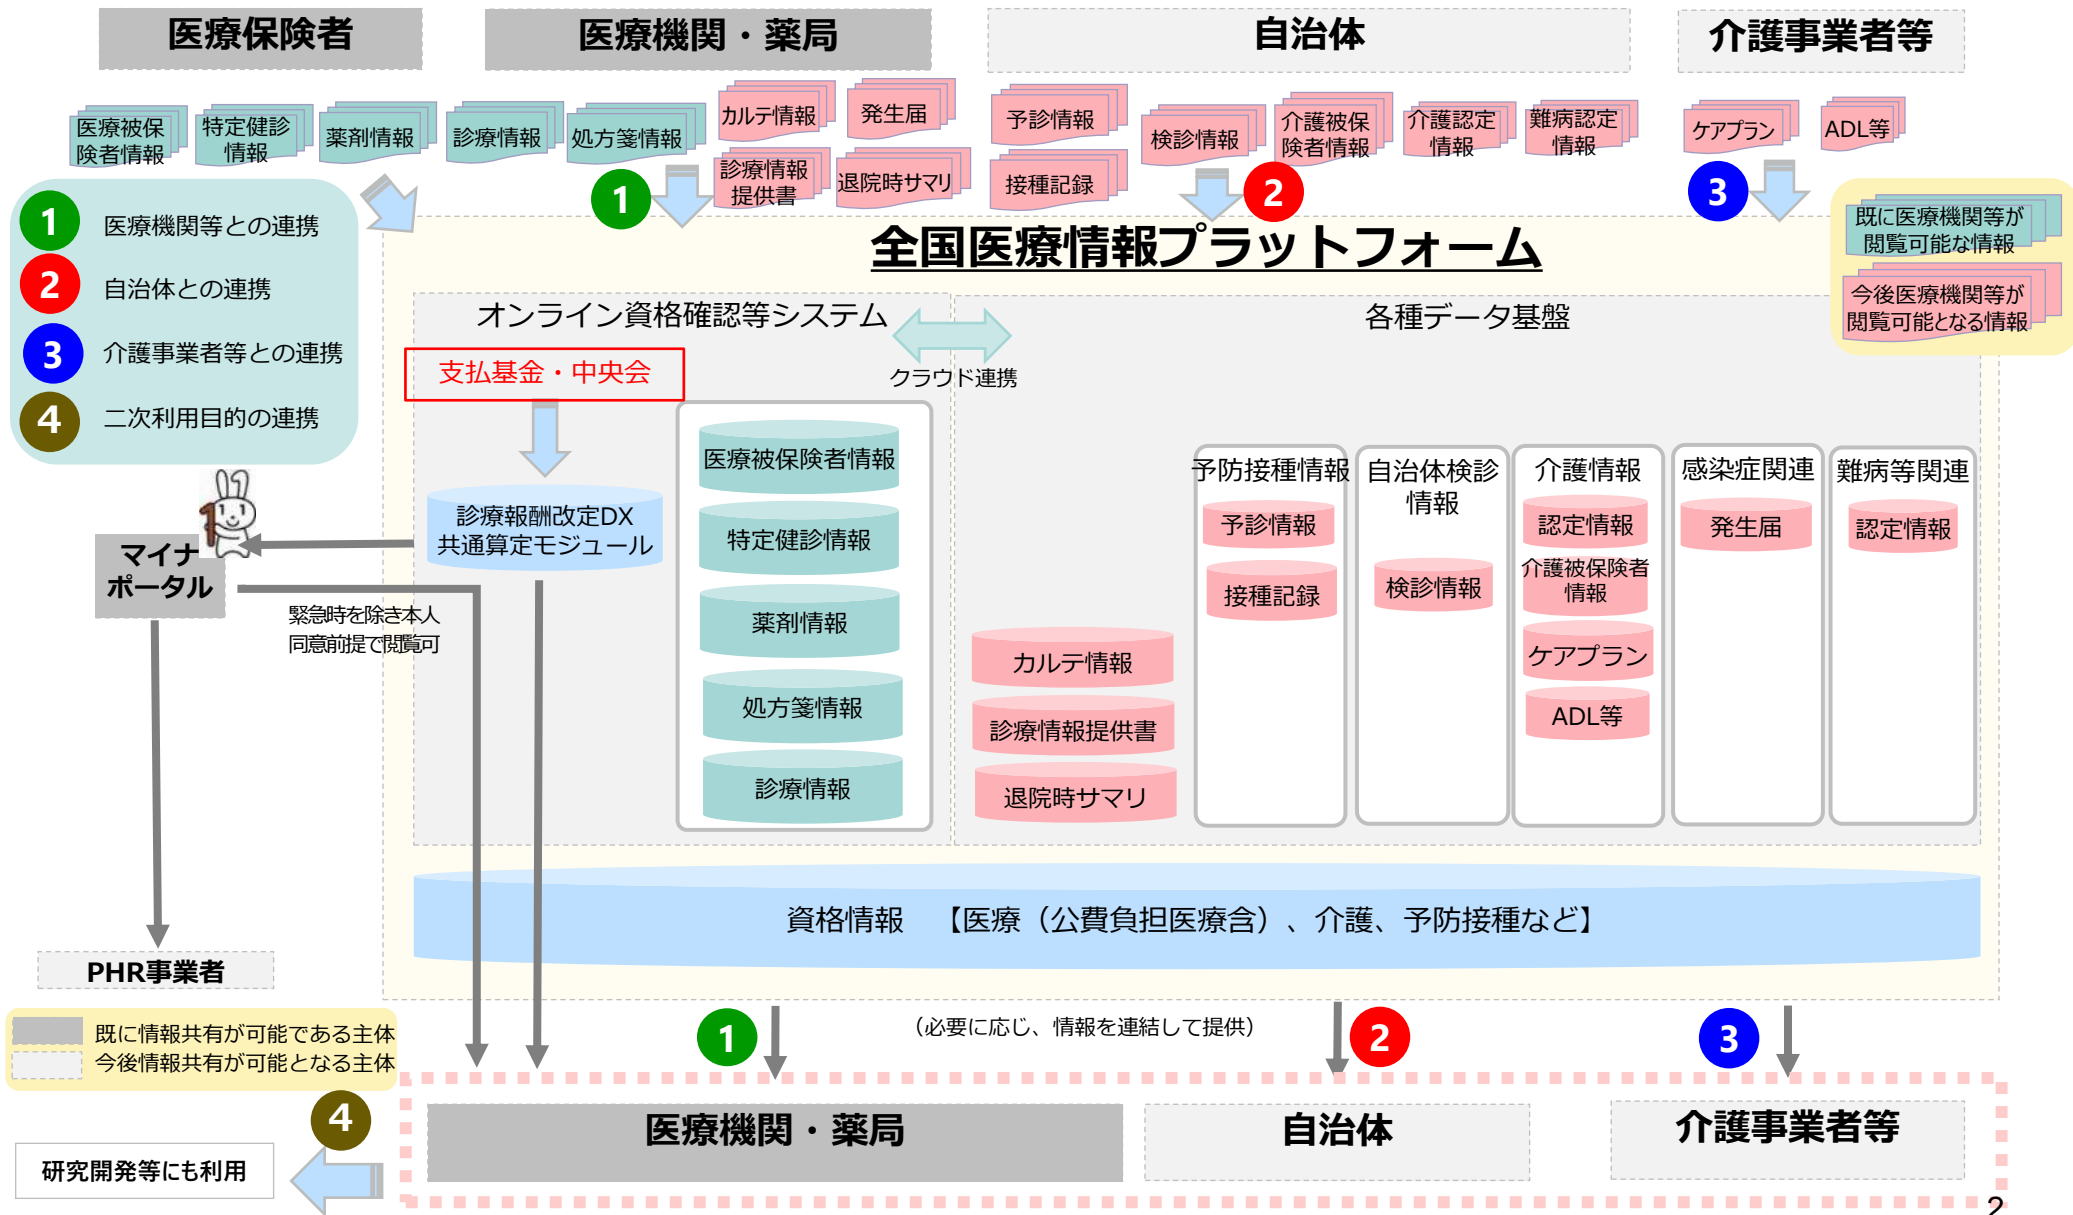 医療保険者
医療機関・薬局
自治体
介護事業者等
医療被保
険者情報
特定健診
情報
薬剤情報
診療情報
処方箋情報
カルテ情報
発生届
診療情報
提供書
退院時サマリ
予診情報
接種記録
検診情報
介護被保
険者情報
介護認定
情報
難病認定
情報
ケアプラン
ADL等
1
2
3
1 医療機関等との連携
2 自治体との連携
3 介護事業者等との連携
4 二次利用目的の連携
既に医療機関等が
閲覧可能な情報
今後医療機関等が
閲覧可能となる情報
全国医療情報プラットフォーム
オンライン資格確認等システム
クラウド連携
各種データ基盤
支払基金・中央会
診療報酬改定DX
共通算定モジュール
医療被保険者情報
特定健診情報
薬剤情報
処方箋情報
診療情報
カルテ情報
診療情報提供書
退院時サマリ
予防接種情報
予診情報
接種記録
自治体検診
情報
検診情報
介護情報
認定情報
介護被保険者
情報
ケアプラン
ADL等
感染症関連
発生届
難病等関連
認定情報
マイナ
ポータル
緊急時を除き本人
同意前提で閲覧可
PHR事業者
資格情報 【医療（公費負担医療含）、介護、予防接種など】
既に情報共有が可能である主体
今後情報共有が可能となる主体
1
（必要に応じ、情報を連結して提供）
2
3
4
研究開発等にも利用
医療機関・薬局
自治体
介護事業者等
2